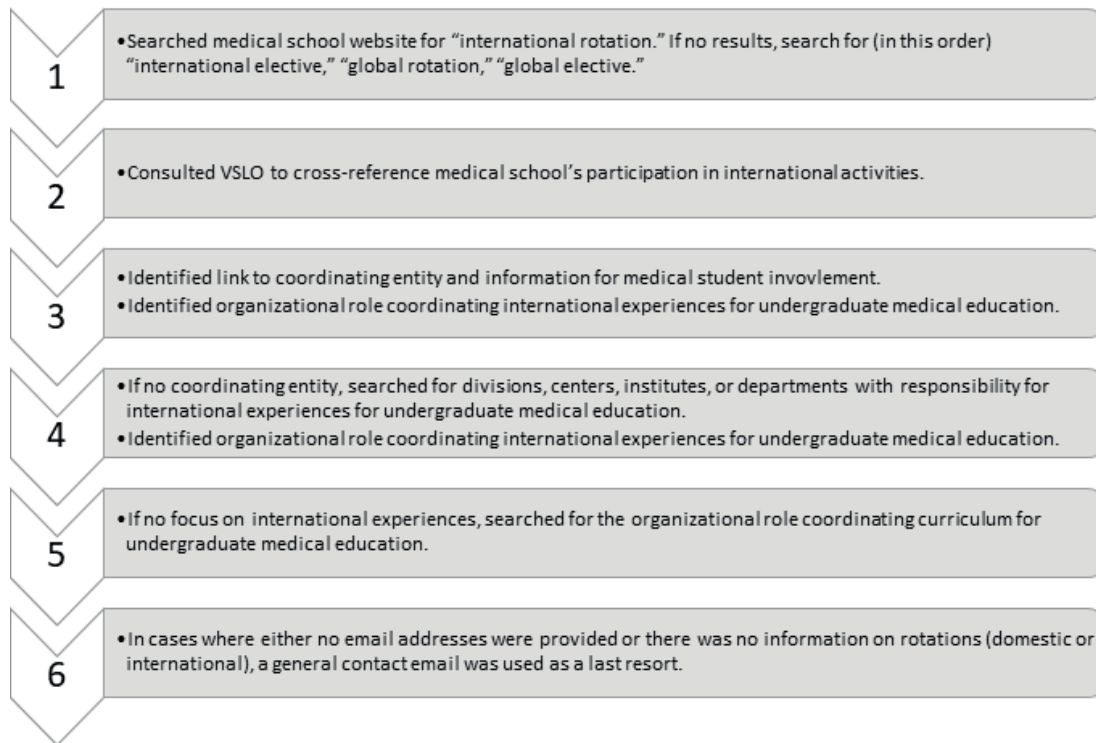 1
•Searched medical school website for “international rotation.” If no results, search for (in this order)
“international elective,” “global rotation,” “global elective.”
2
•Consulted VSLO to cross-reference medical school’s participation in international activities.
3
•Identified link to coordinating entity and information for medical student invovlement.
•Identified organizational role coordinating international experiences for undergraduate medical education.
4
•If no coordinating entity, searched for divisions, centers, institutes, or departments with responsibility for
international experiences for undergraduate medical education.
•Identified organizational role coordinating international experiences for undergraduate medical education.
5
•If no focus on international experiences, searched for the organizational role coordinating curriculum for
undergraduate medical education.
6
•In cases where either no email addresses were provided or there was no information on rotations (domestic or
international), a general contact email was used as a last resort.